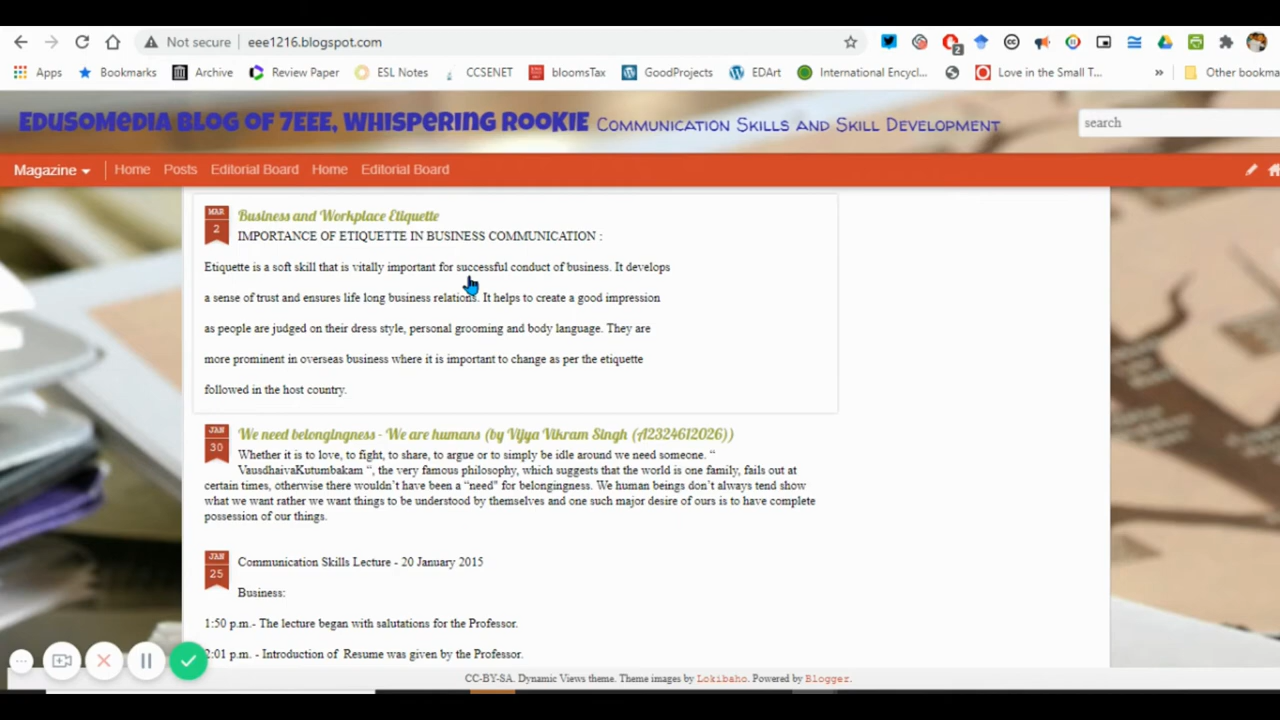 Not secure eee1216.blogspot.com
2
Apps Bookmarks Archive Review Paper ESL Notes CCSENET bloomsTax GoodProjects EDArt International Encycl... Love in the Small T... » Other bookma
Edusomedia Blog of 7EEE, Whispering Rookie Communication Skills and Skill Development search
Magazine Home Posts Editorial Board Home Editorial Board
MAR
2
Business and Workplace Etiquette
IMPORTANCE OF ETIQUETTE IN BUSINESS COMMUNICATION :
Etiquette is a soft skill that is vitally important for successful conduct of business. It develops
a sense of trust and ensures life long business relations. It helps to create a good impression
as people are judged on their dress style, personal grooming and body language. They are
more prominent in overseas business where it is important to change as per the etiquette
followed in the host country.
JAN
30
We need belongingness - We are humans (by Vijya Vikram Singh (A2324612026))
Whether it is to love, to fight, to share, to argue or to simply be idle around we need someone. “
VausdhaivaKutumbakam “, the very famous philosophy, which suggests that the world is one family, fails out at
certain times, otherwise there wouldn’t have been a “need” for belongingness. We human beings don’t always tend show
what we want rather we want things to be understood by themselves and one such major desire of ours is to have complete
possession of our things.
JAN
25
Communication Skills Lecture - 20 January 2015
Business:
1:50 p.m.- The lecture began with salutations for the Professor.
2:01 p.m. - Introduction of Resume was given by the Professor.
CC-BY-SA. Dynamic Views theme. Theme images by Lokibaho. Powered by Blogger.